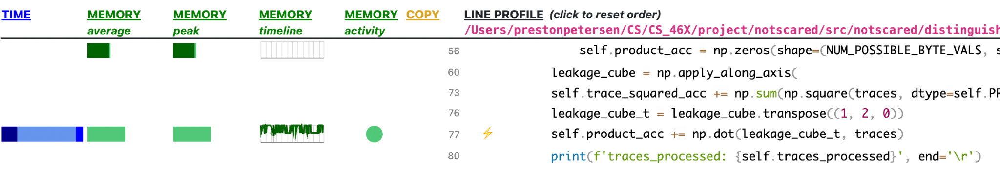 TIME MEMORY MEMORY MEMORY MEMORY COPY LINE PROFILE (click to reset order)
average peak timeline activity /Users/prestonpetersen/CS/CS_46X/project/notscared/src/notscared/distinguish
56 self.product_acc = np.zeros(shape=(NUM_POSSIBLE_BYTE_VALS, s
60 leakage_cube = np.apply_along_axis(
73 self.trace_squared_acc += np.sum(np.square(traces, dtype=self.PR
76 leakage_cube_t = leakage_cube.transpose((1, 2, 0))
77 ⚡ self.product_acc += np.dot(leakage_cube_t, traces)
80 print(f'traces_processed: {self.traces_processed}', end='\r')